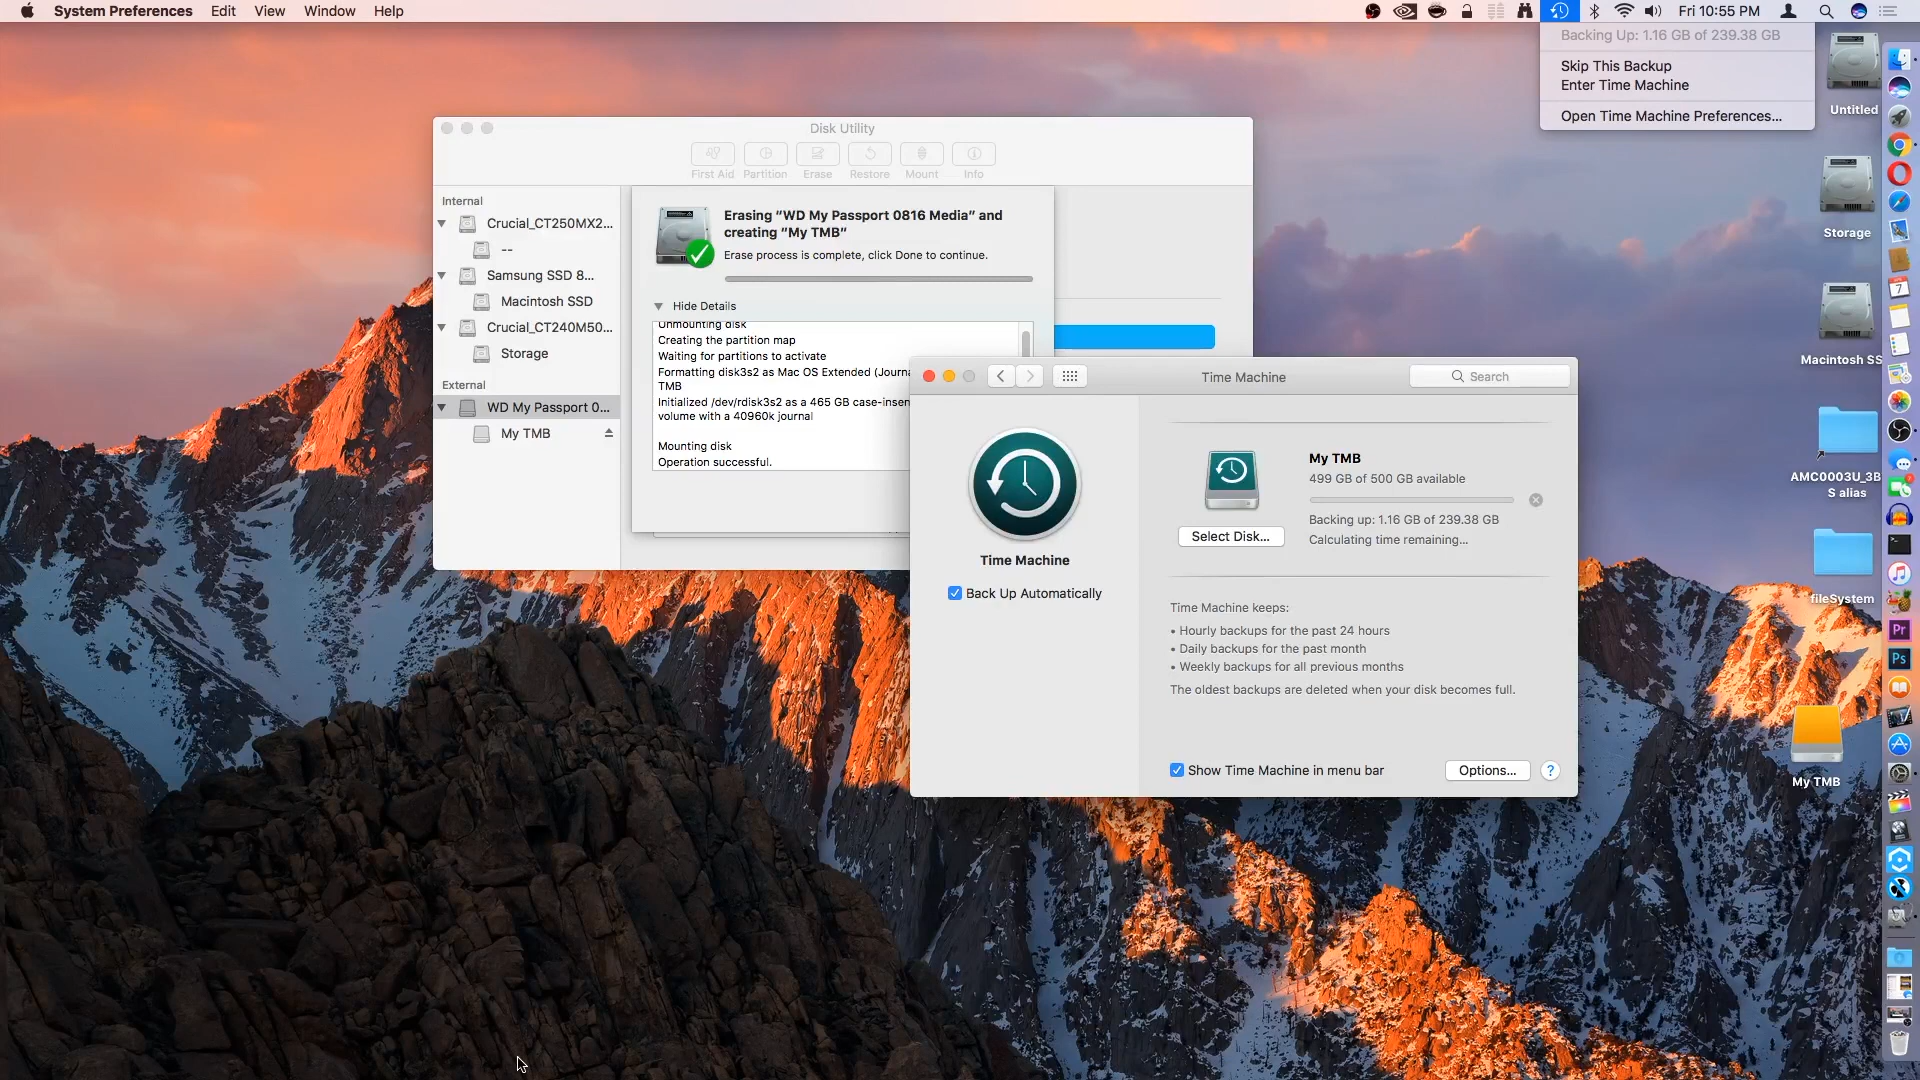 System Preferences Edit View Window Help
Fri 10:55 PM
Backing Up: 1.16 GB of 239.38 GB
Skip This Backup
Enter Time Machine
Open Time Machine Preferences...
Untitled
Storage
Macintosh SS
AMC0003U_3B
S alias
fileSystem
My TMB
Disk Utility
First Aid Partition Erase Restore Mount Info
Internal
Crucial_CT250MX2...
--
Samsung SSD 8...
Macintosh SSD
Crucial_CT240M50...
Storage
External
WD My Passport 0...
My TMB
Erasing “WD My Passport 0816 Media” and
creating “My TMB”
Erase process is complete, click Done to continue.
Hide Details
Unmounting disk
Creating the partition map
Waiting for partitions to activate
Formatting disk3s2 as Mac OS Extended (Journa
TMB
Initialized /dev/rdisk3s2 as a 465 GB case-insen
volume with a 40960k journal
Mounting disk
Operation successful.
Time Machine
Search
Time Machine
Back Up Automatically
My TMB
499 GB of 500 GB available
Backing up: 1.16 GB of 239.38 GB
Calculating time remaining...
Select Disk...
Time Machine keeps:
• Hourly backups for the past 24 hours
• Daily backups for the past month
• Weekly backups for all previous months
The oldest backups are deleted when your disk becomes full.
Show Time Machine in menu bar
Options...
?
7
Pr
Ps